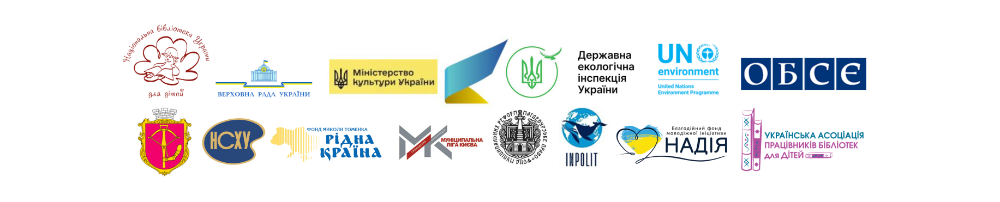 Національна бібліотека України
для дітей
ВЕРХОВНА РАДА УКРАЇНИ
Міністерство
культури України
Державна
екологічна
інспекція
України
UN
environment
United Nations
Environment Programme
ОБСЄ
НСХУ
ФОНД МИКОЛИ ТОМЕНКА
РІДНА
КРАЇНА
ГРОМАДСЬКА ОРГАНІЗАЦІЯ
МУНІЦИПАЛЬНА
ЛІГА КИЄВА
ФОНД МУНІЦИПАЛЬНИХ РЕФОРМ МАГДЕБУРЗЬКЕ ПРАВО
INPOLIT
Благодійний фонд
молодіжної ініціативи
НАДІЯ
УКРАЇНСЬКА АСОЦІАЦІЯ
ПРАЦІВНИКІВ БІБЛІОТЕК
для ДІТЕЙ